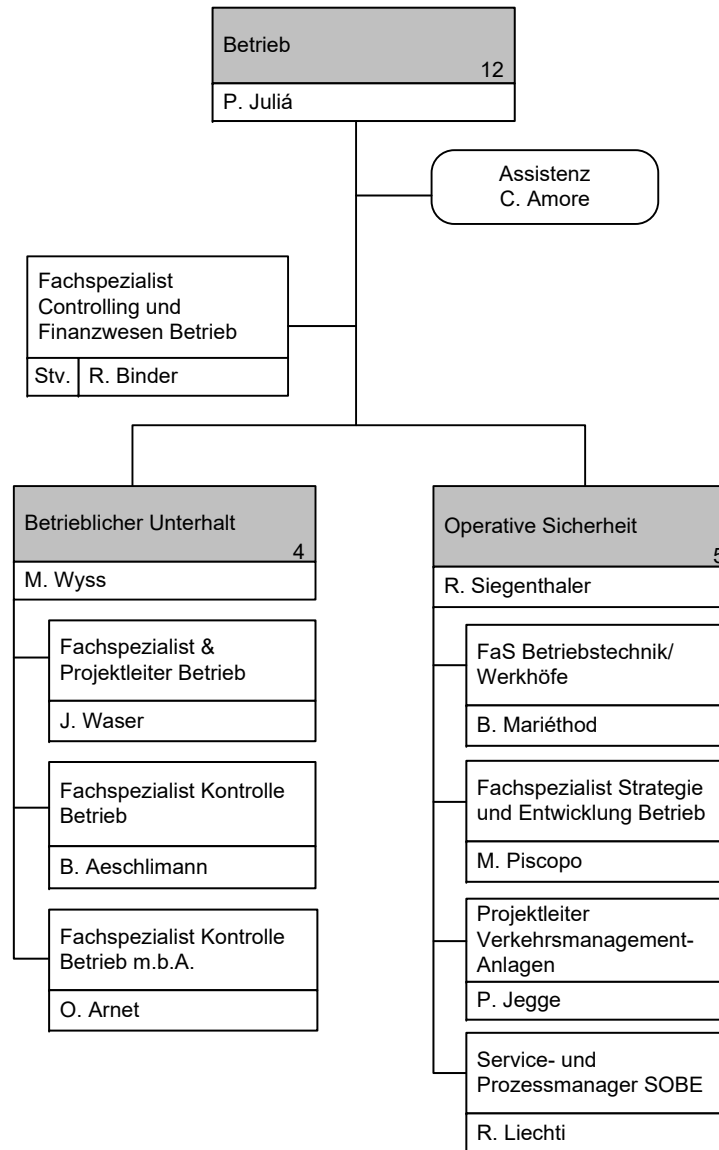 Betrieb
12
P. Juliá
Assistenz
C. Amore
Fachspezialist
Controlling und
Finanzwesen Betrieb
Stv. R. Binder
Betrieblicher Unterhalt
4
M. Wyss
Fachspezialist &
Projektleiter Betrieb
J. Waser
Fachspezialist Kontrolle
Betrieb
B. Aeschlimann
Fachspezialist Kontrolle
Betrieb m.b.A.
O. Arnet
Operative Sicherheit
5
R. Siegenthaler
FaS Betriebstechnik/
Werkhöfe
B. Mariéthod
Fachspezialist Strategie
und Entwicklung Betrieb
M. Piscopo
Projektleiter
Verkehrsmanagement-
Anlagen
P. Jegge
Service- und
Prozessmanager SOBE
R. Liechti